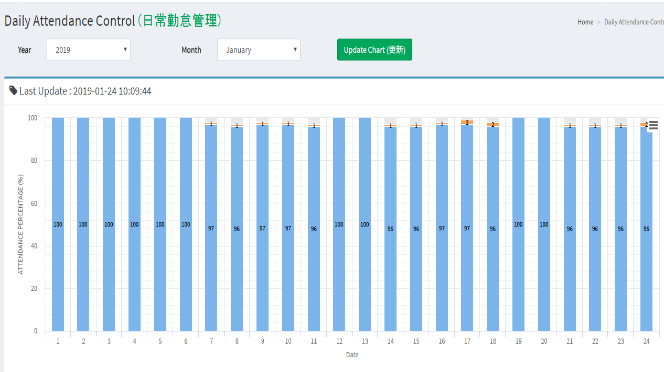 Daily Attendance Control (日常勤怠管理)
Home > Daily Attendance Contr
Year 2019 Month January Update Chart (更新)
Last Update : 2019-01-24 10:09:44
ATTENDANCE PERCENTAGE (%)
100
80
60
40
20
0
100 100 100 100 100 100 97 96 97 97 96 100 100 96 96 97 97 96 100 100 96 96 96
1 2 3 4 5 6 7 8 9 10 11 12 13 14 15 16 17 18 19 20 21 22 23 24
Date